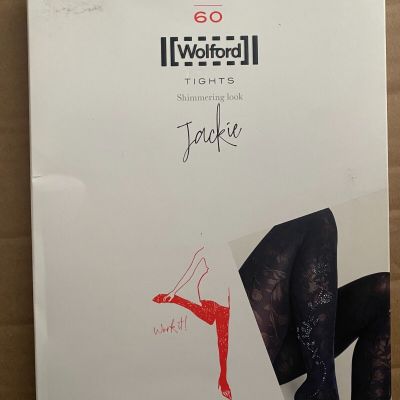 60
Wolford
TIGHTS
Shimmering look
Jackie
Work it!